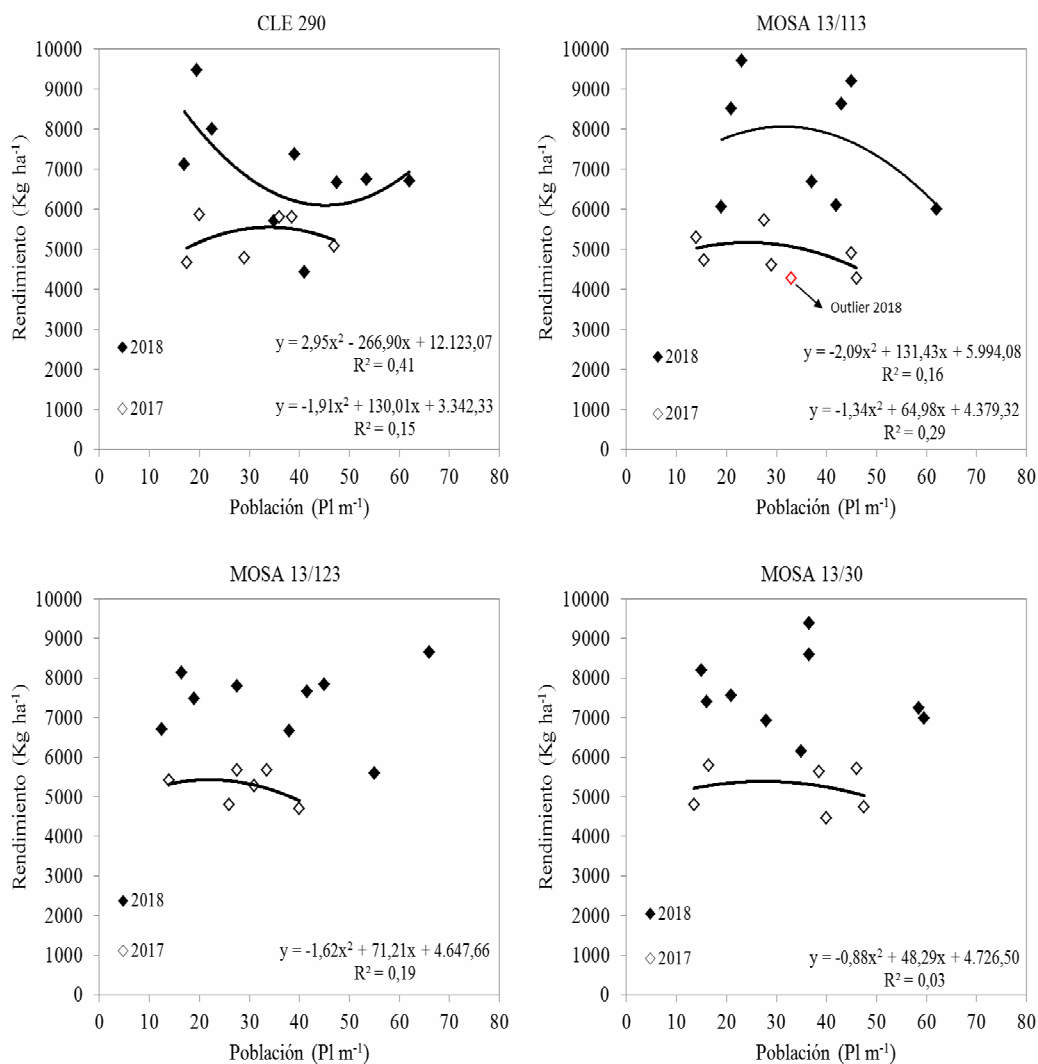 CLE 290
10000
9000
8000
7000
6000
5000
4000
3000
2000
1000
0
Rendimiento (Kg ha⁻¹)
2018
y = 2,95x² - 266,90x + 12.123,07
R² = 0,41
2017
y = -1,91x² + 130,01x + 3.342,33
R² = 0,15
0 10 20 30 40 50 60 70 80
Población (Pl m⁻¹)
MOSA 13/113
10000
9000
8000
7000
6000
5000
4000
3000
2000
1000
0
Rendimiento (Kg ha⁻¹)
Outlier 2018
2018
y = -2,09x² + 131,43x + 5.994,08
R² = 0,16
2017
y = -1,34x² + 64,98x + 4.379,32
R² = 0,29
0 10 20 30 40 50 60 70 80
Población (Pl m⁻¹)
MOSA 13/123
10000
9000
8000
7000
6000
5000
4000
3000
2000
1000
0
Rendimiento (Kg ha⁻¹)
2018
2017
y = -1,62x² + 71,21x + 4.647,66
R² = 0,19
0 10 20 30 40 50 60 70 80
Población (Pl m⁻¹)
MOSA 13/30
10000
9000
8000
7000
6000
5000
4000
3000
2000
1000
0
Rendimiento (Kg ha⁻¹)
2018
2017
y = -0,88x² + 48,29x + 4.726,50
R² = 0,03
0 10 20 30 40 50 60 70 80
Población (Pl m⁻¹)